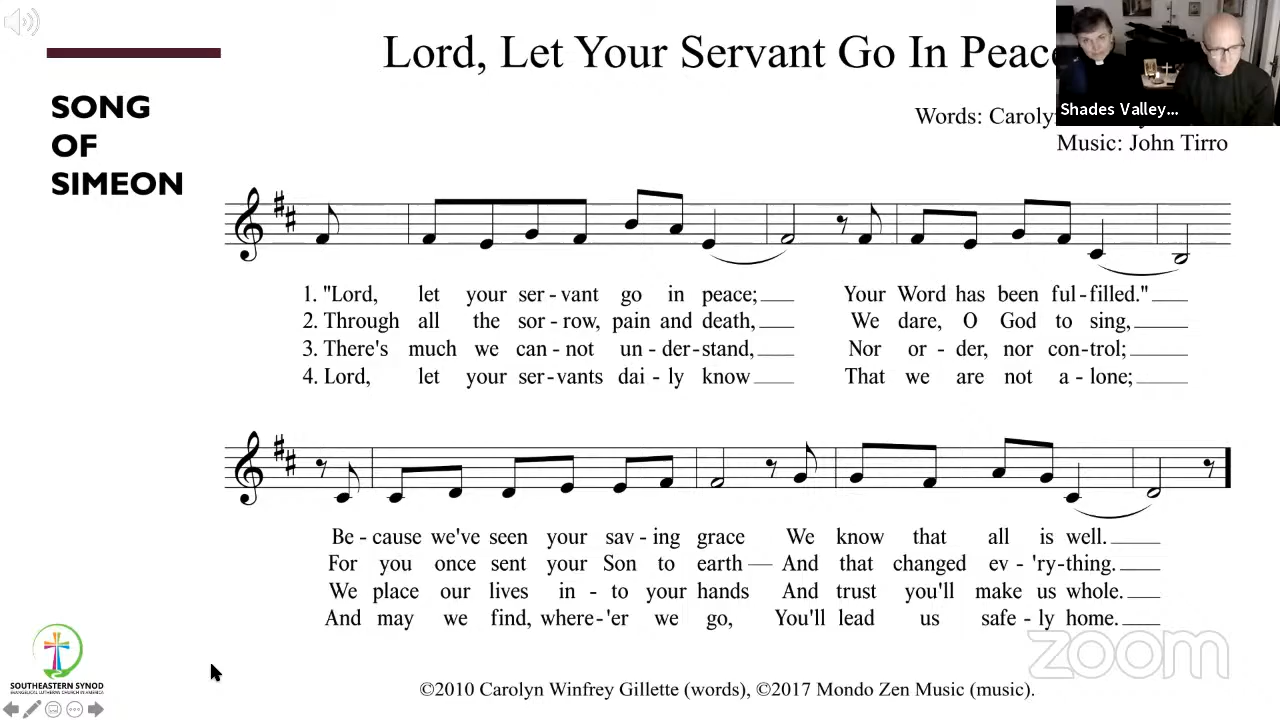 Lord, Let Your Servant Go In Peace
Words: Carolyn
Music: John Tirro
Shades Valley...
SONG
OF
SIMEON
1. "Lord, let your ser-vant go in peace; Your Word has been ful-filled."
2. Through all the sor-row, pain and death, We dare, O God to sing,
3. There's much we can-not un-der-stand, Nor or-der, nor con-trol;
4. Lord, let your ser-vants dai-ly know That we are not a-lone;
Be-cause we've seen your sav-ing grace We know that all is well.
For you once sent your Son to earth — And that changed ev-'ry-thing.
We place our lives in-to your hands And trust you'll make us whole.
And may we find, where-'er we go, You'll lead us safe-ly home.
zoom
SOUTHEASTERN SYNOD
EVANGELICAL LUTHERAN CHURCH IN AMERICA
©2010 Carolyn Winfrey Gillette (words), ©2017 Mondo Zen Music (music).